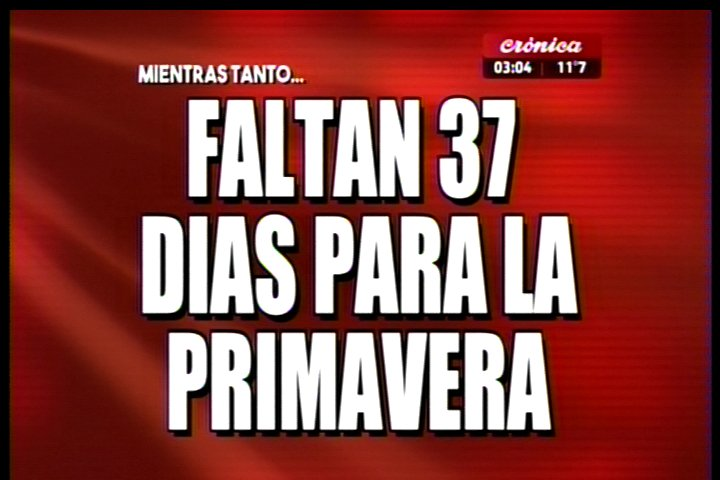 crónica
03:04 | 11°7
MIENTRAS TANTO...
FALTAN 37
DIAS PARA LA
PRIMAVERA